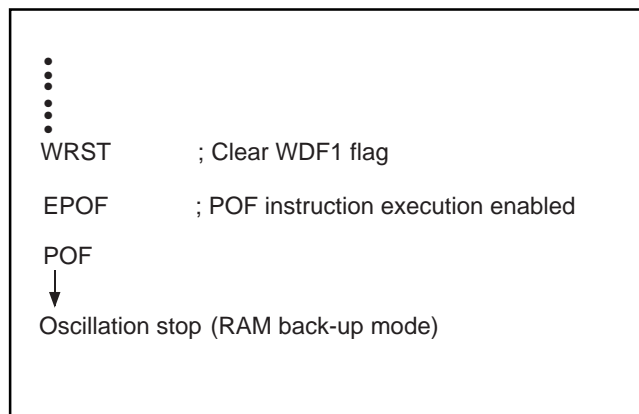 WRST ; Clear WDF1 flag
EPOF ; POF instruction execution enabled
POF
Oscillation stop (RAM back-up mode)